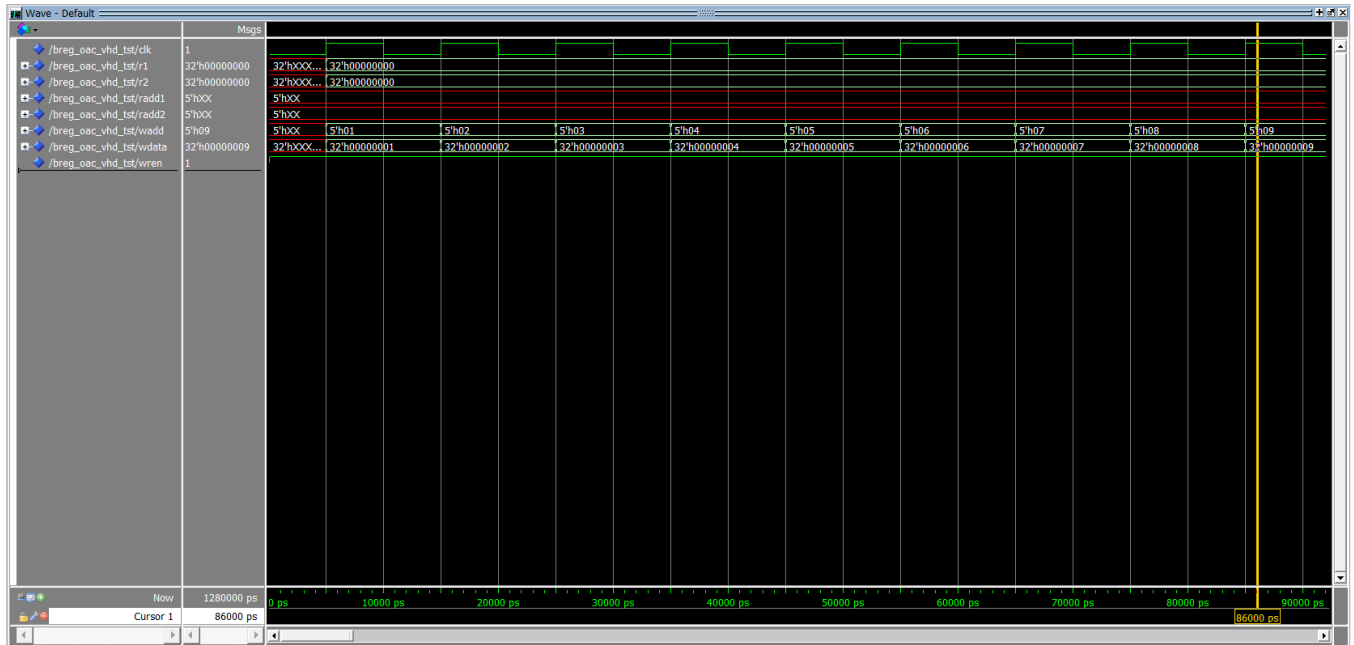 Wave - Default
Msgs
/breg_oac_vhd_tst/clk 1
/breg_oac_vhd_tst/r1 32'h00000000 32'hXXX... 32'h00000000
/breg_oac_vhd_tst/r2 32'h00000000 32'hXXX... 32'h00000000
/breg_oac_vhd_tst/radd1 5'hXX 5'hXX
/breg_oac_vhd_tst/radd2 5'hXX 5'hXX
/breg_oac_vhd_tst/wadd 5'h09 5'hXX 5'h01 5'h02 5'h03 5'h04 5'h05 5'h06 5'h07 5'h08 5'h09
/breg_oac_vhd_tst/wdata 32'h00000009 32'hXXX... 32'h00000001 32'h00000002 32'h00000003 32'h00000004 32'h00000005 32'h00000006 32'h00000007 32'h00000008 32'h00000009
/breg_oac_vhd_tst/wren 1
Now 1280000 ps 0 ps 10000 ps 20000 ps 30000 ps 40000 ps 50000 ps 60000 ps 70000 ps 80000 ps 90000 ps
Cursor 1 86000 ps 86000 ps